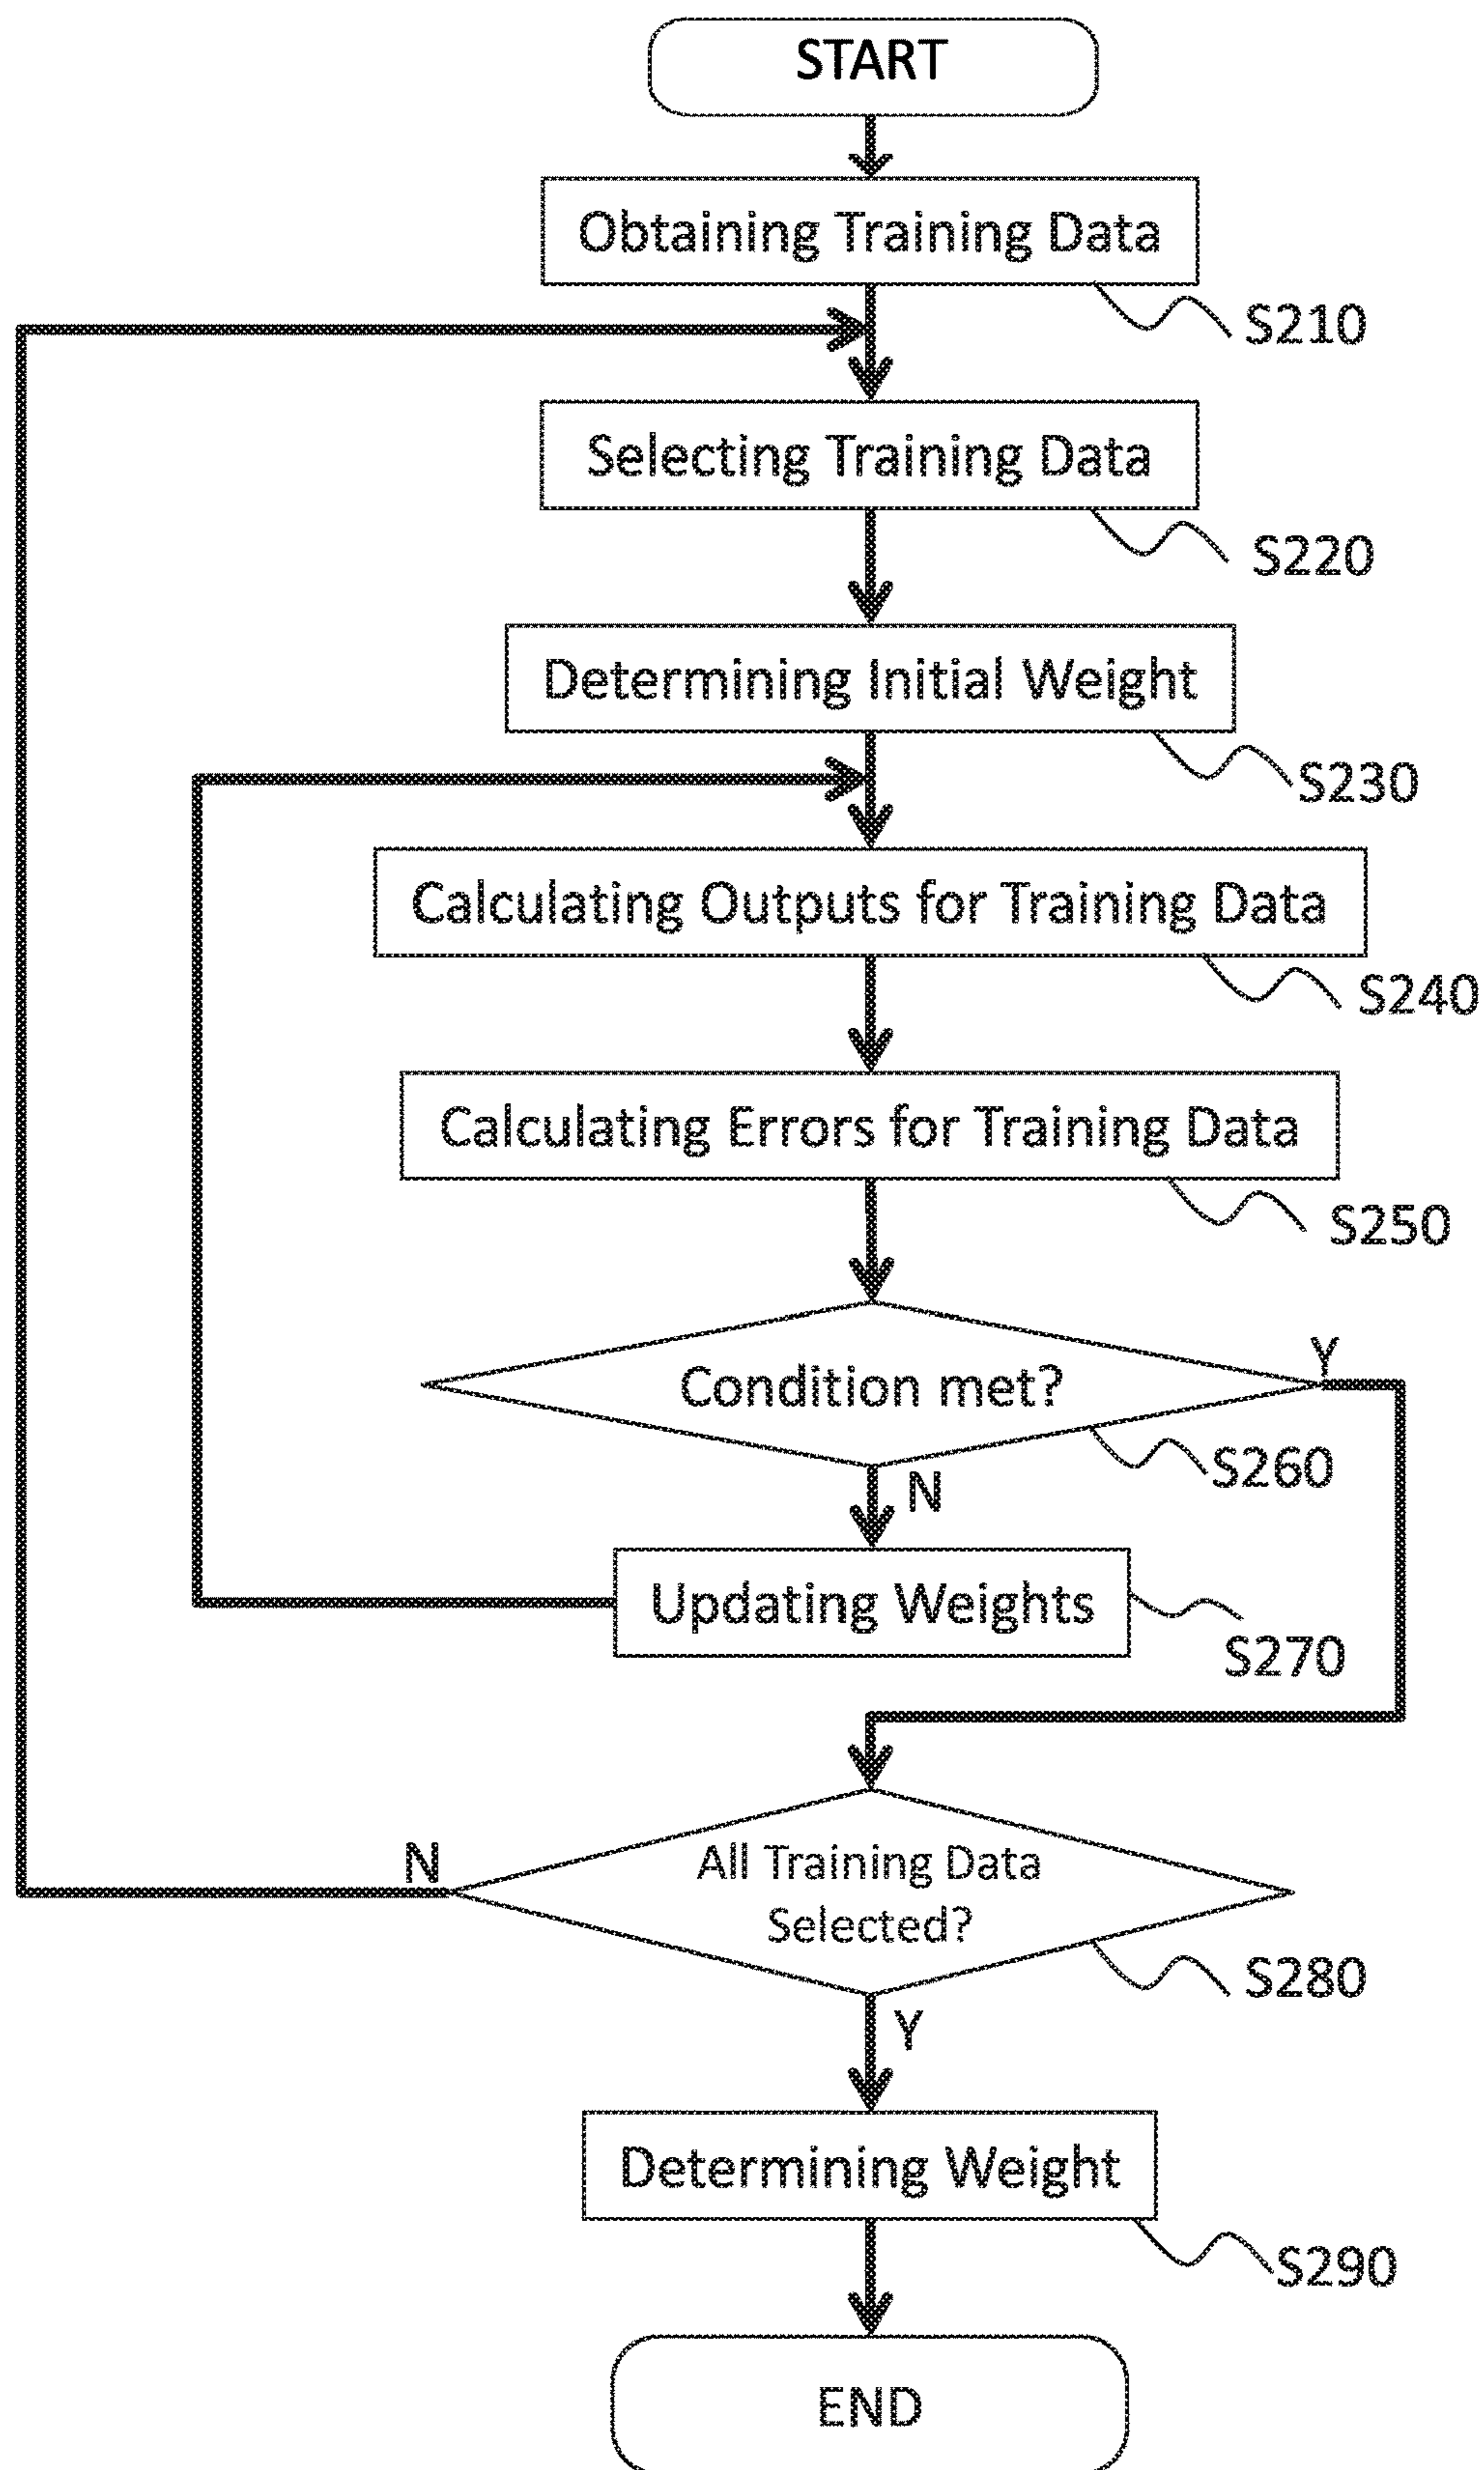 START
Obtaining Training Data
S210
Selecting Training Data
S220
Determining Initial Weight
S230
Calculating Outputs for Training Data
S240
Calculating Errors for Training Data
S250
Y
Condition met?
S260
N
Updating Weights
S270
N
All Training Data
Selected?
S280
Y
Determining Weight
S290
END